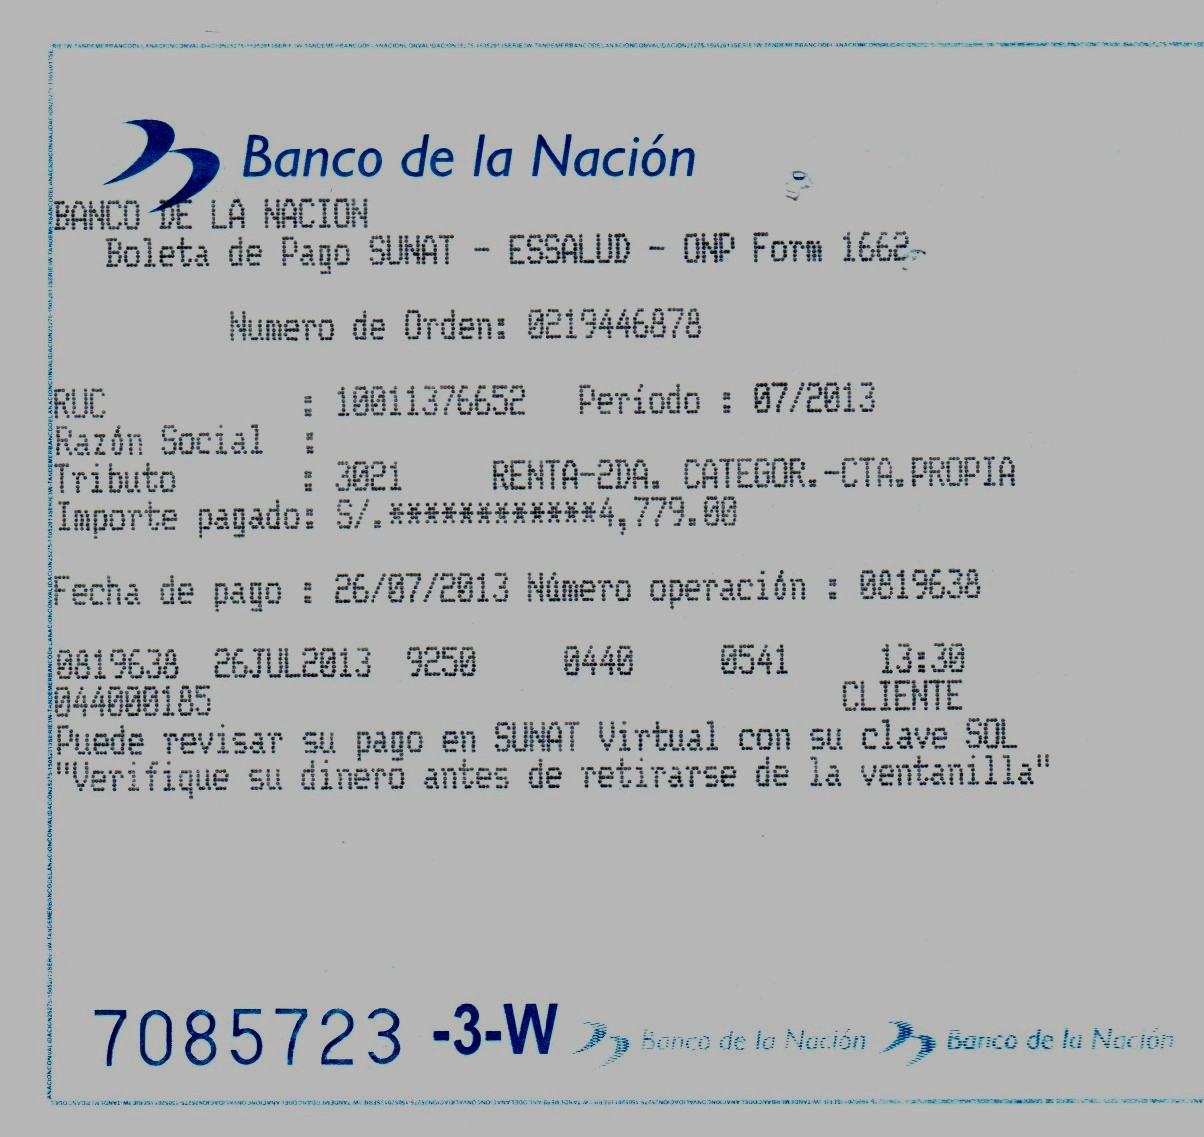 Banco de la Nación
BANCO DE LA NACION
Boleta de Pago SUNAT - ESSALUD - ONP Form 1662
Numero de Orden: 0219446878
RUC : 10011376652 Período : 07/2013
Razón Social :
Tributo : 3021 RENTA-2DA. CATEGOR.-CTA.PROPIA
Importe pagado: S/.************4,779.00
Fecha de pago : 26/07/2013 Número operación : 0819638
0819638 26JUL2013 9250 0440 0541 13:30
044000185 CLIENTE
Puede revisar su pago en SUNAT Virtual con su clave SOL
"Verifique su dinero antes de retirarse de la ventanilla"
7085723 -3-W Banco de la Nación Banco de la Nación